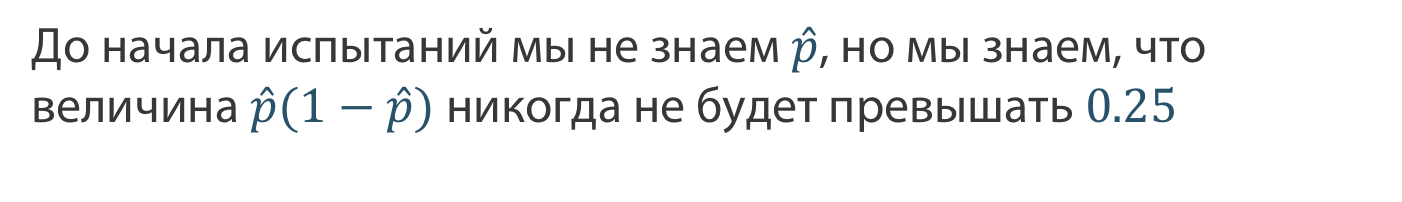 До начала испытаний мы не знаем p̂, но мы знаем, что
величина p̂(1 − p̂) никогда не будет превышать 0.25